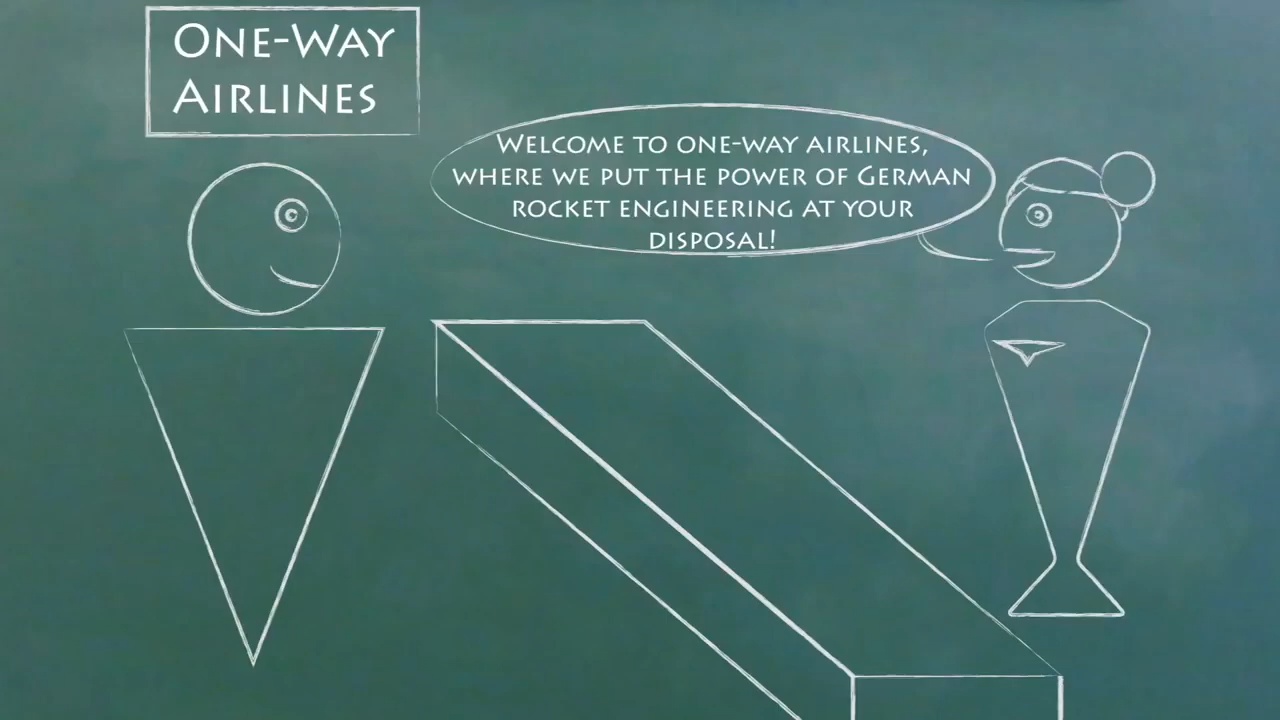 One-Way
Airlines
Welcome to one-way airlines,
where we put the power of German
rocket engineering at your
disposal!